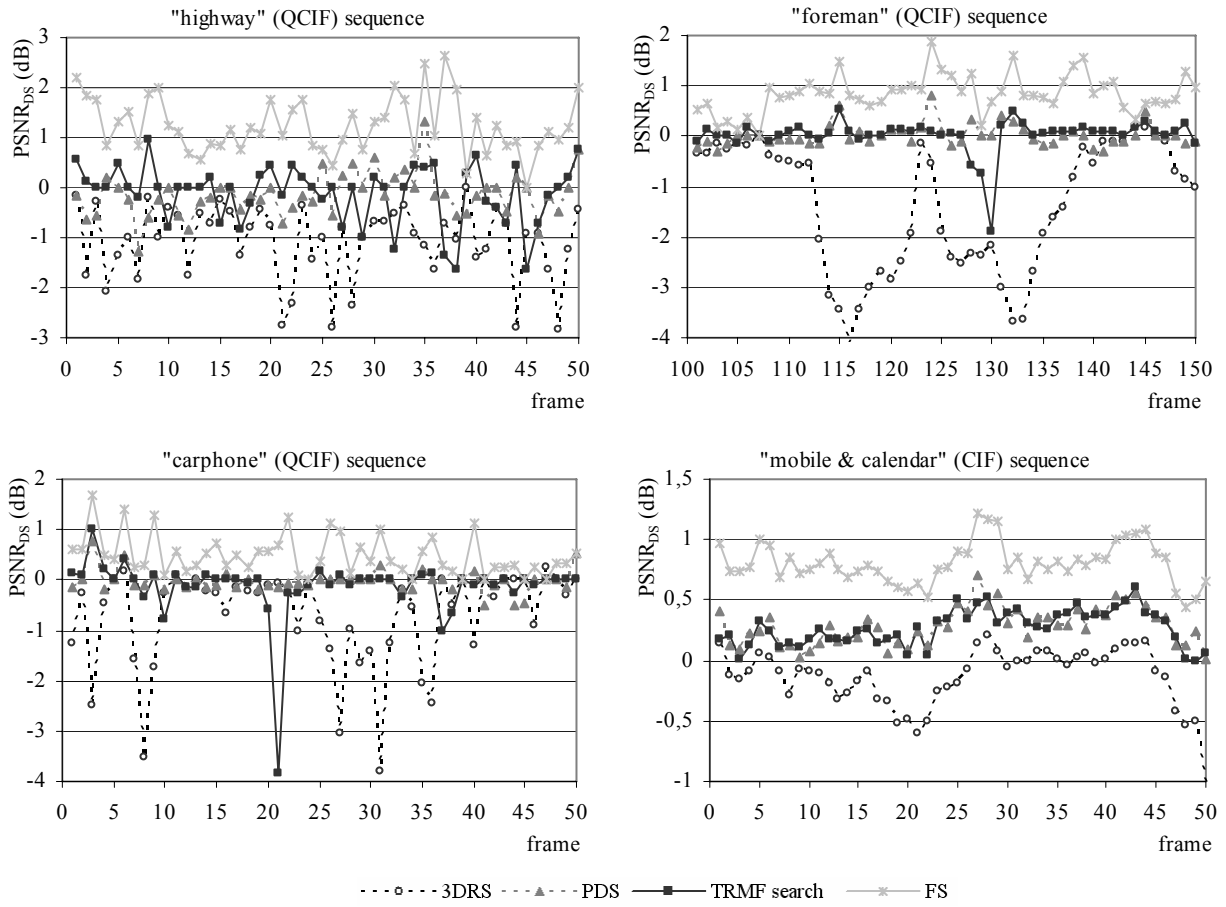 "highway" (QCIF) sequence
PSNR_DS (dB)
3
2
1
0
-1
-2
-3
0 5 10 15 20 25 30 35 40 45 50
frame
"foreman" (QCIF) sequence
PSNR_DS (dB)
2
1
0
-1
-2
-3
-4
100 105 110 115 120 125 131 135 140 145 150
frame
"carphone" (QCIF) sequence
PSNR_DS (dB)
2
1
0
-1
-2
-3
-4
0 5 10 15 20 25 30 35 40 45 50
frame
"mobile & calendar" (CIF) sequence
PSNR_DS (dB)
1,5
1
0,5
0
-0,5
-1
0 5 10 15 20 25 30 35 40 45 50
frame
3DRS PDS TRMF search FS